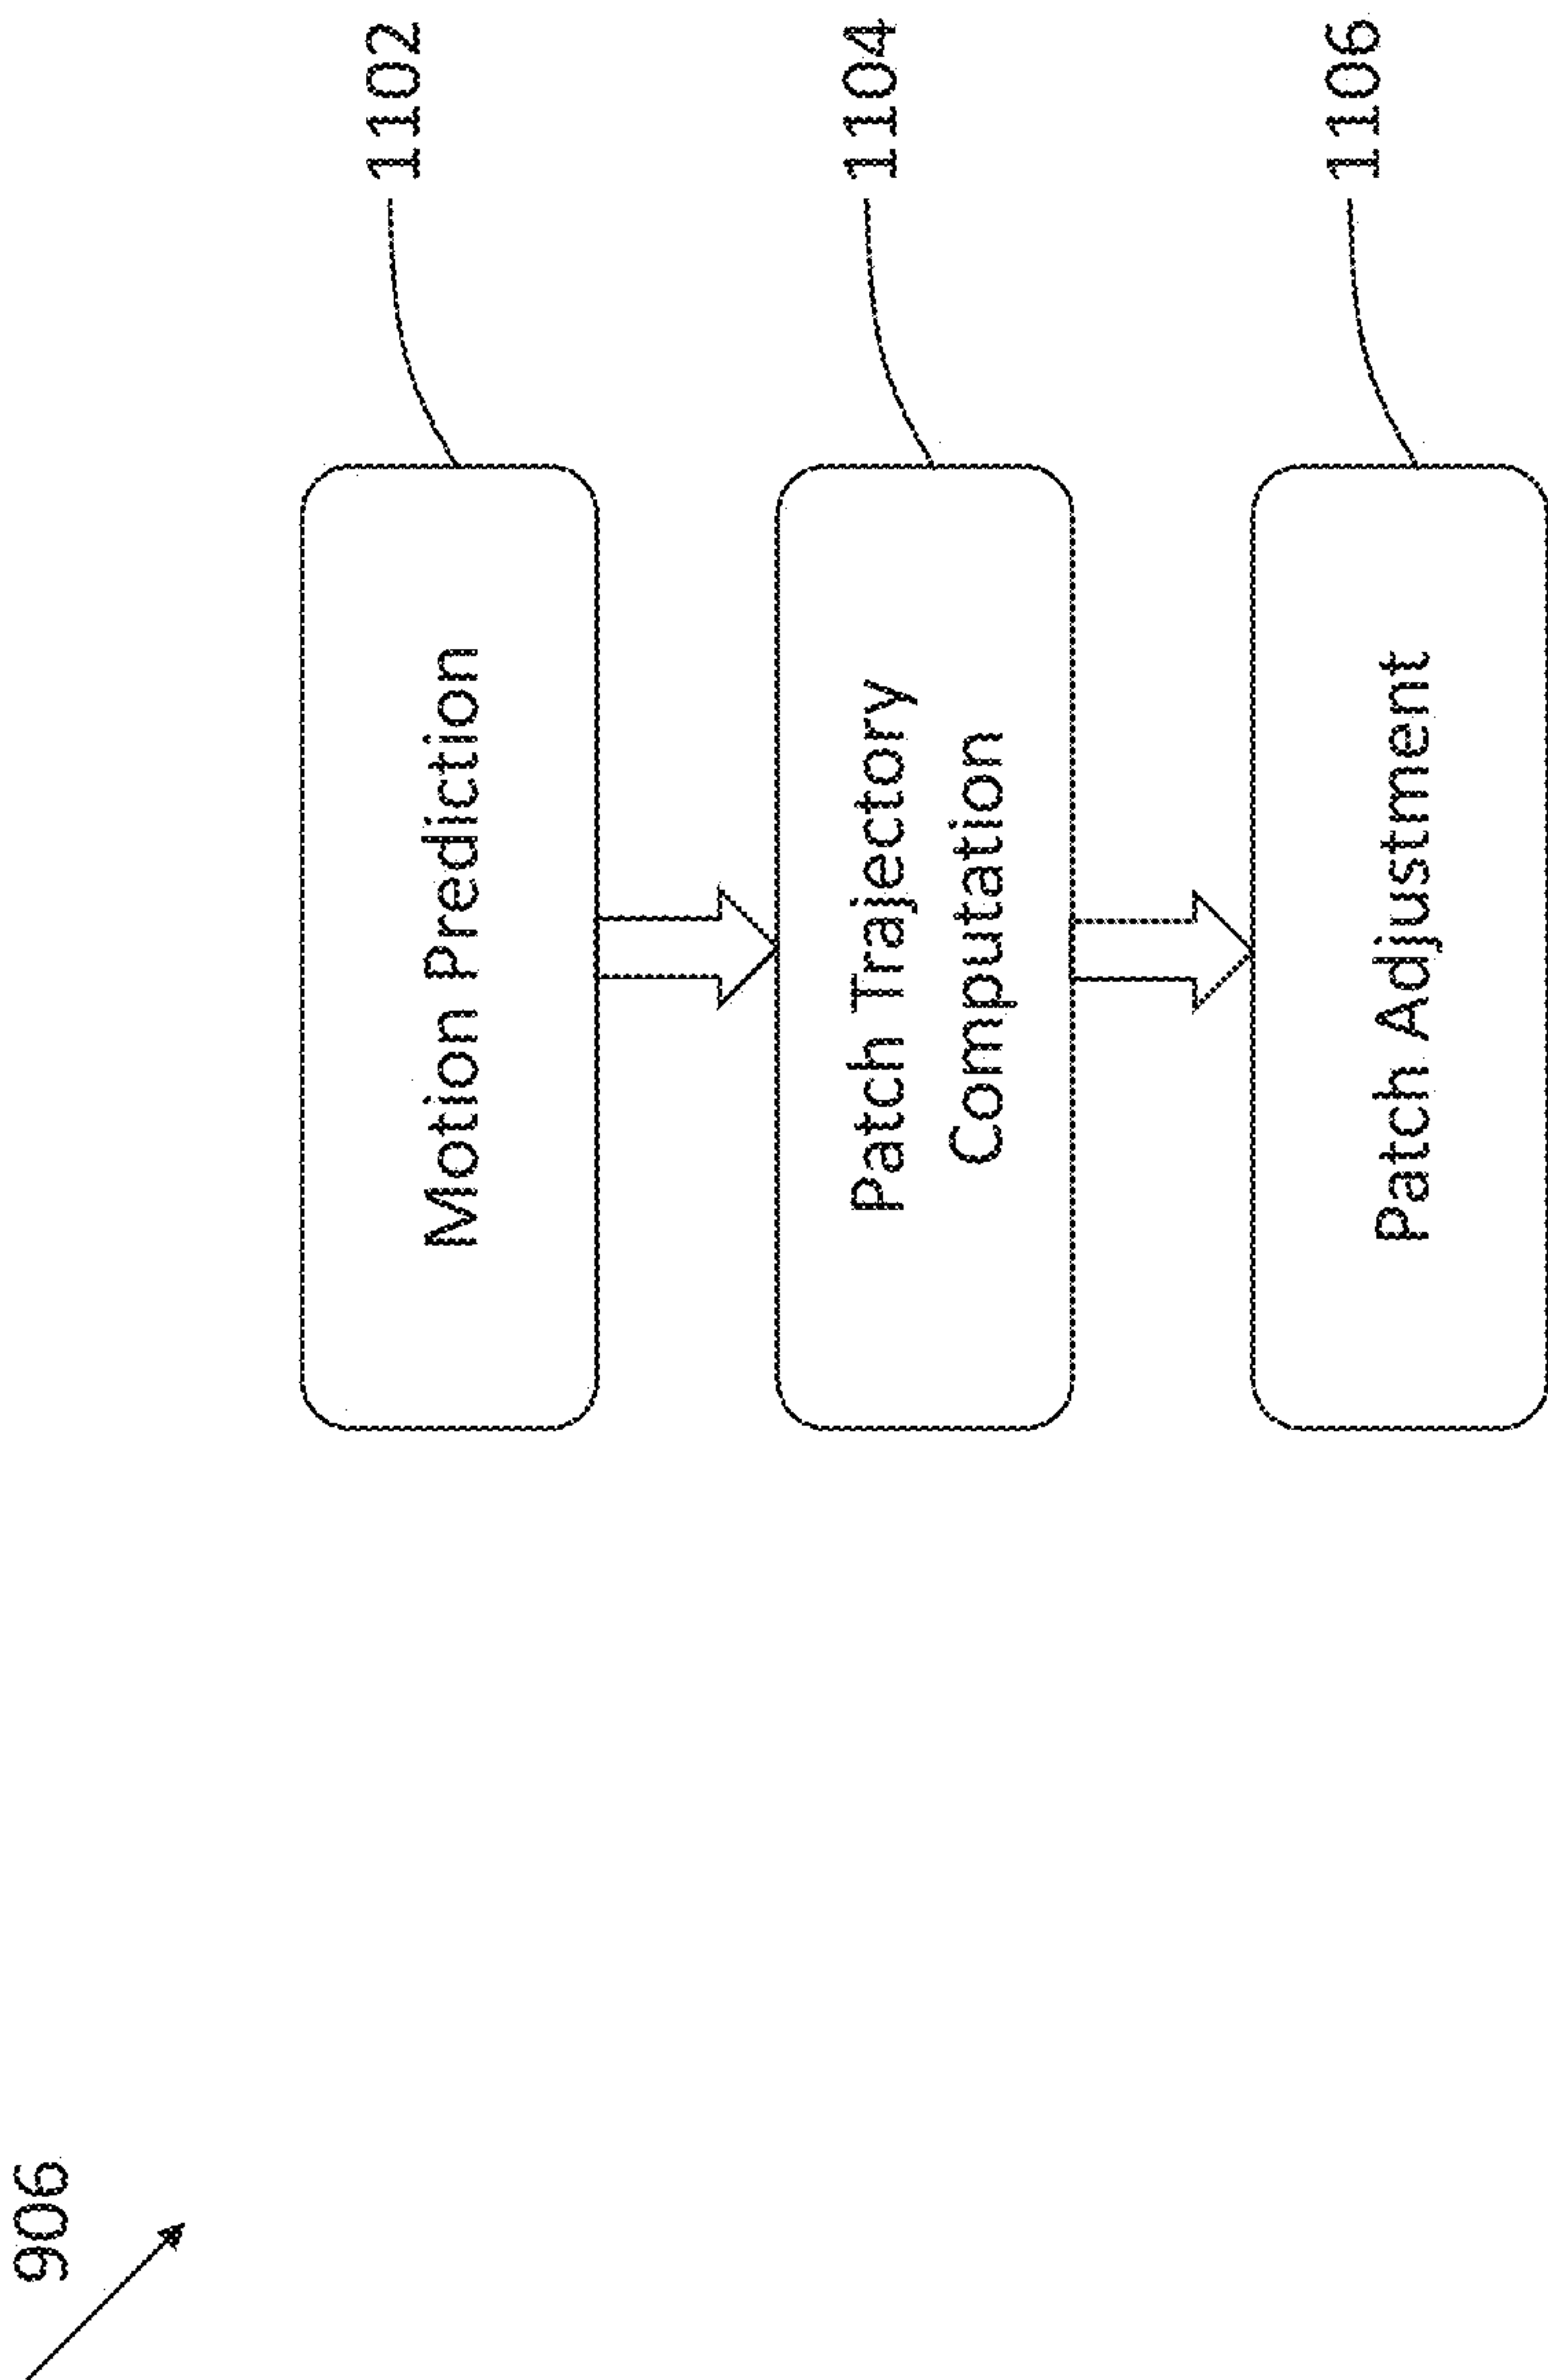 906
Motion Prediction
1102
Patch Trajectory
Computation
1104
Patch Adjustment
1106